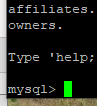 affiliates.
owners.
Type 'help;
mysql>